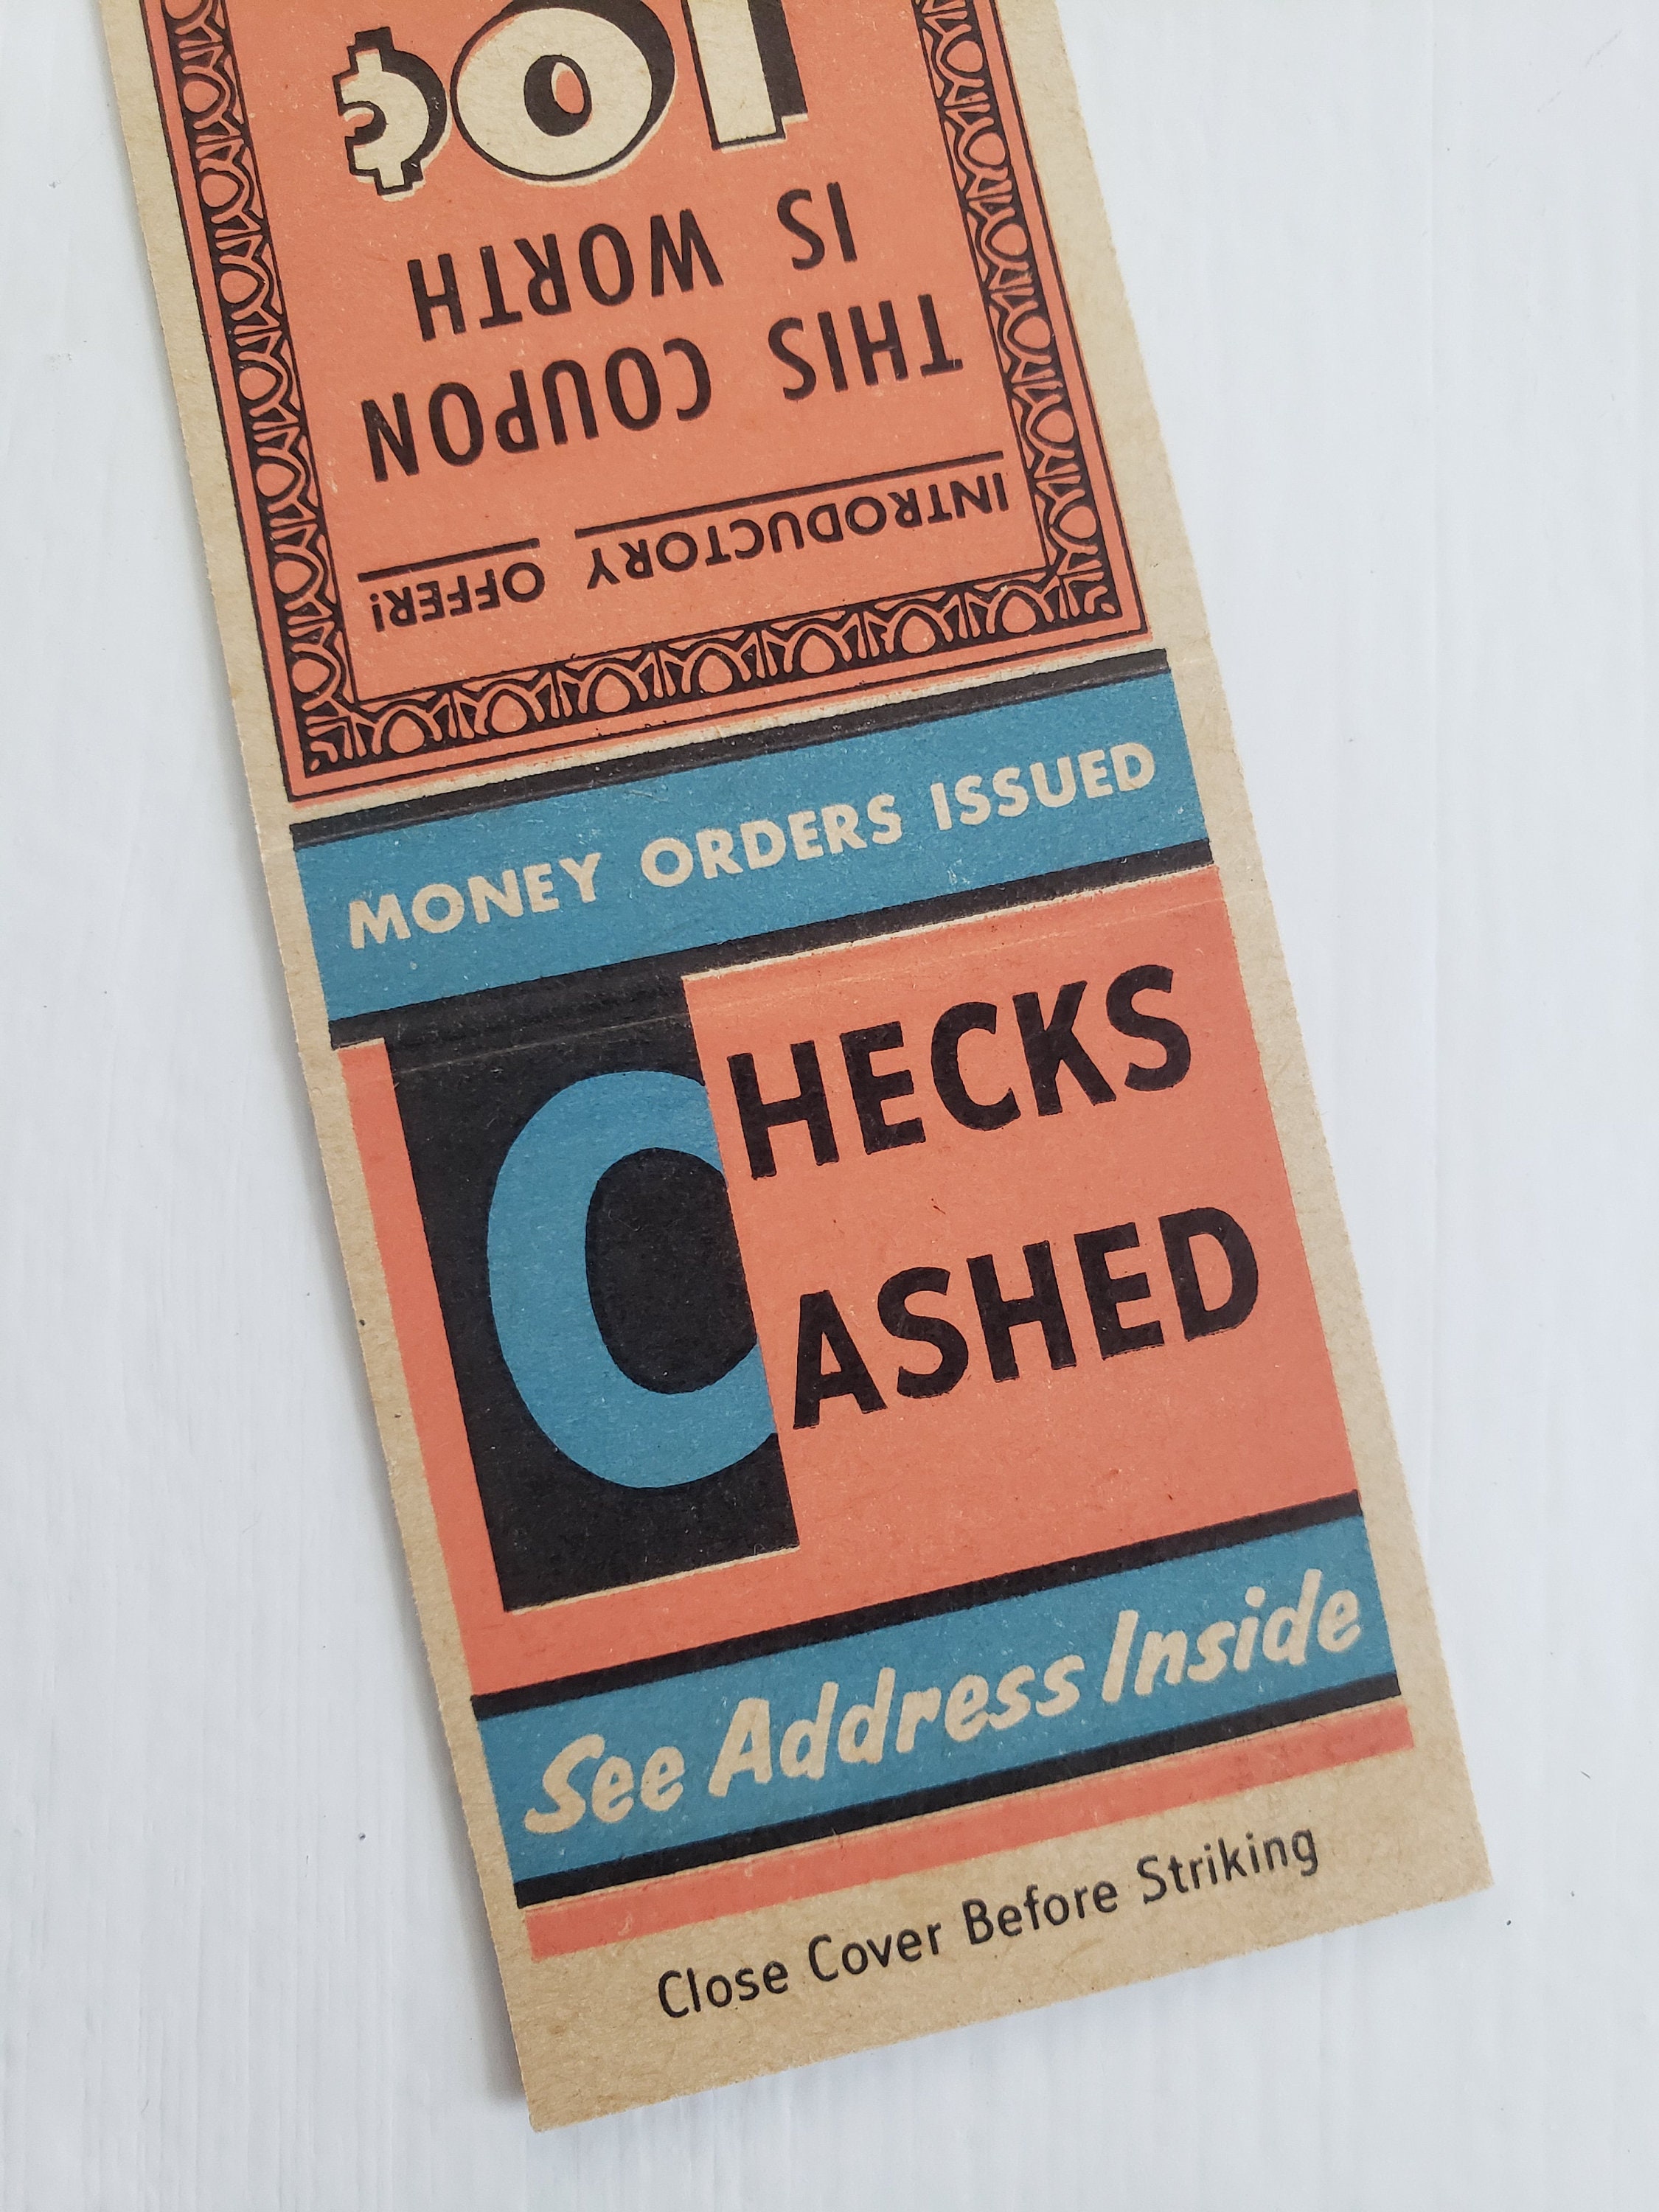 INTRODUCTORY OFFER!
THIS COUPON
IS WORTH
10¢
MONEY ORDERS ISSUED
CHECKS
CASHED
See Address Inside
Close Cover Before Striking